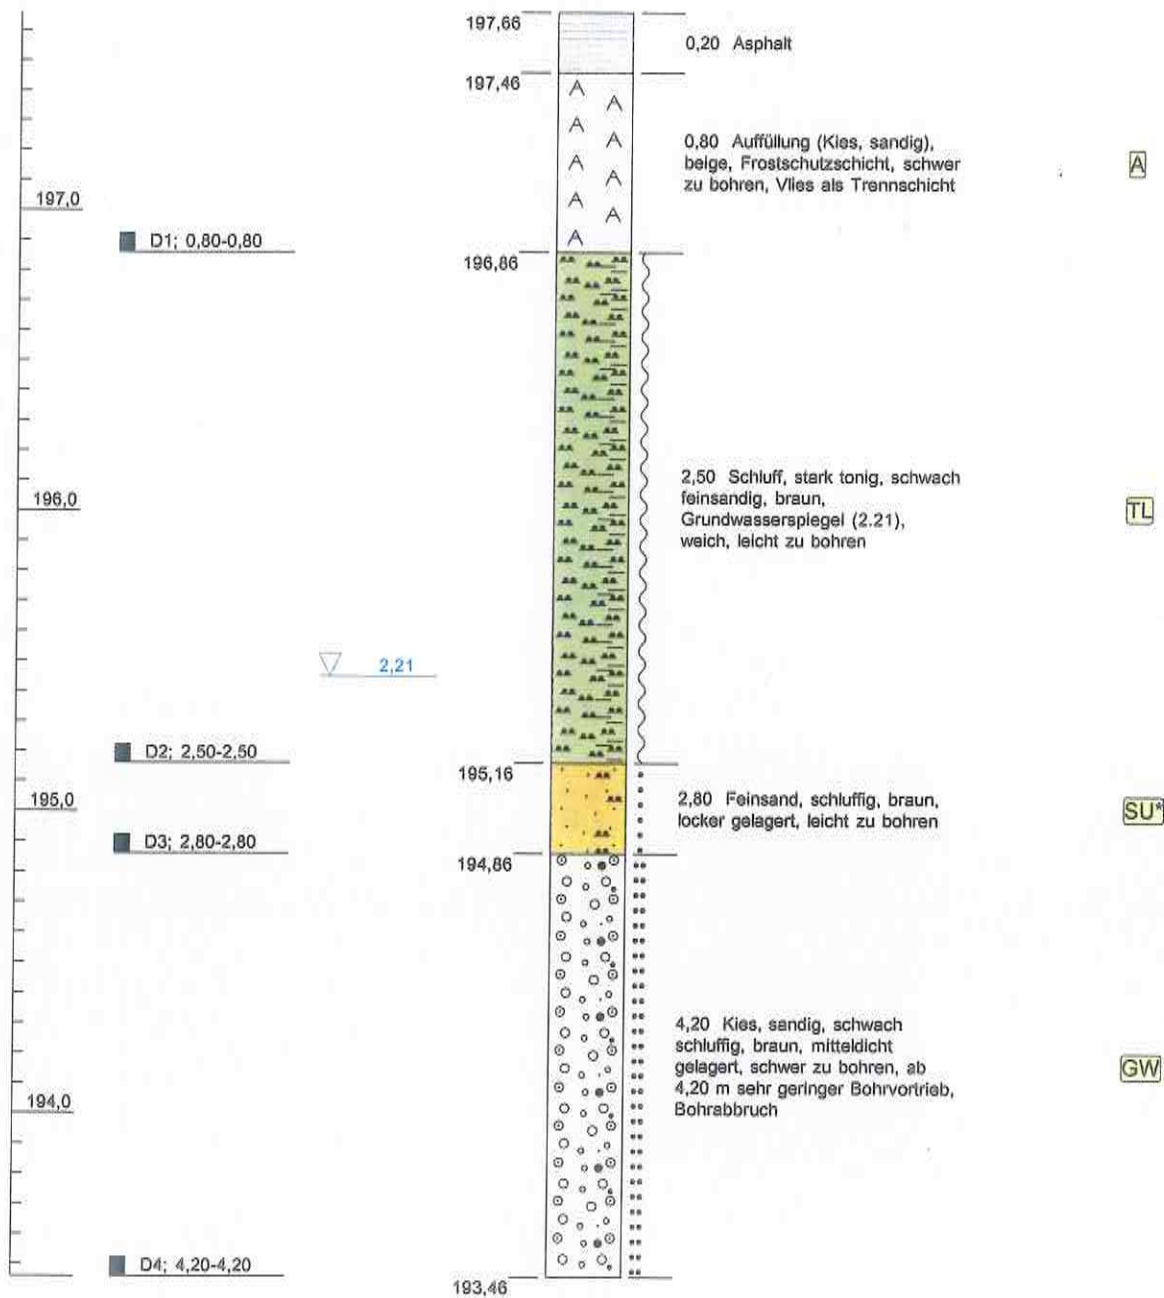 197,66
0,20 Asphalt
197,46
0,80 Auffüllung (Kies, sandig),
beige, Frostschutzschicht, schwer
zu bohren, Vlies als Trennschicht
A
197,0
D1; 0,80-0,80
196,86
2,50 Schluff, stark tonig, schwach
feinsandig, braun,
Grundwasserspiegel (2.21),
weich, leicht zu bohren
196,0
TL
2,21
D2; 2,50-2,50
195,16
2,80 Feinsand, schluffig, braun,
locker gelagert, leicht zu bohren
195,0
SU*
D3; 2,80-2,80
194,86
4,20 Kies, sandig, schwach
schluffig, braun, mitteldicht
gelagert, schwer zu bohren, ab
4,20 m sehr geringer Bohrvortrieb,
Bohrabbruch
GW
194,0
D4; 4,20-4,20
193,46